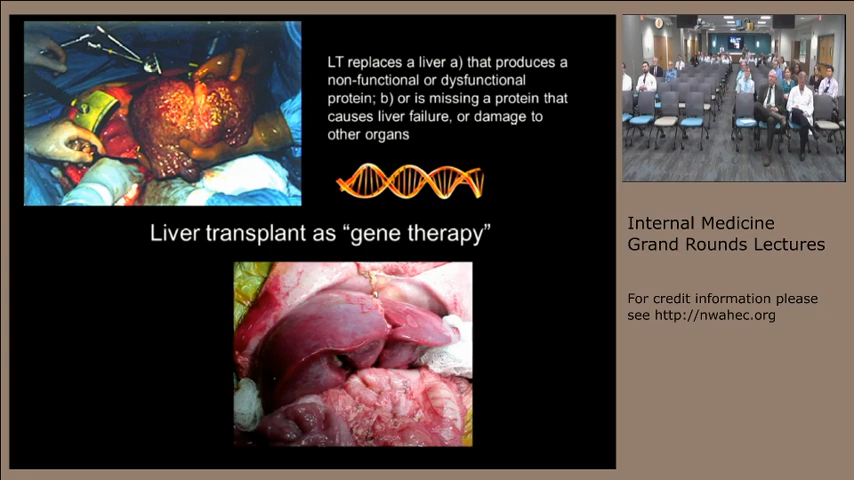 LT replaces a liver a) that produces a
non-functional or dysfunctional
protein; b) or is missing a protein that
causes liver failure, or damage to
other organs
Liver transplant as “gene therapy”
Internal Medicine
Grand Rounds Lectures
For credit information please
see http://nwahec.org